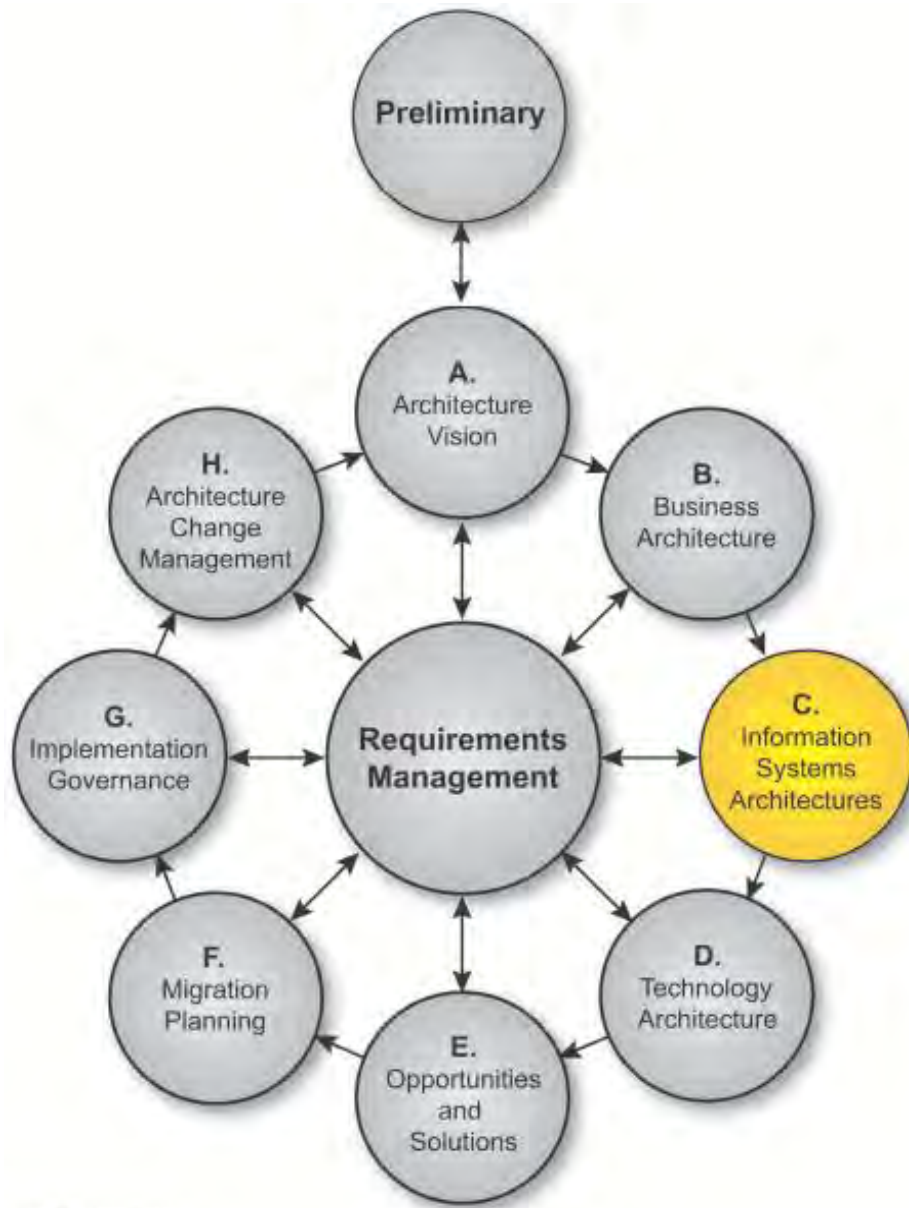 Preliminary
A.
Architecture
Vision
B.
Business
Architecture
C.
Information
Systems
Architectures
D.
Technology
Architecture
E.
Opportunities
and
Solutions
F.
Migration
Planning
G.
Implementation
Governance
H.
Architecture
Change
Management
Requirements
Management